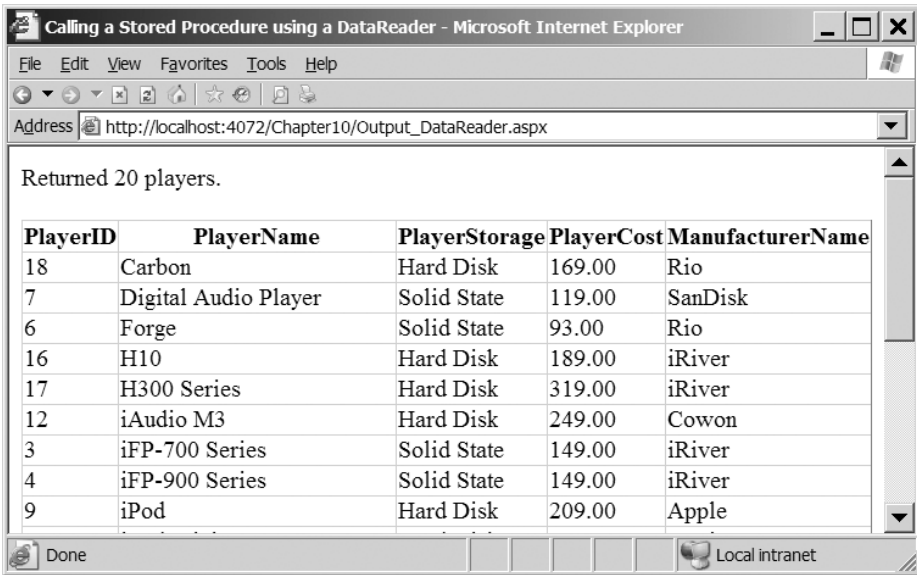 Calling a Stored Procedure using a DataReader - Microsoft Internet Explorer
File Edit View Favorites Tools Help
Address http://localhost:4072/Chapter10/Output_DataReader.aspx
Returned 20 players.
PlayerID PlayerName PlayerStorage PlayerCost ManufacturerName
18 Carbon Hard Disk 169.00 Rio
7 Digital Audio Player Solid State 119.00 SanDisk
6 Forge Solid State 93.00 Rio
16 H10 Hard Disk 189.00 iRiver
17 H300 Series Hard Disk 319.00 iRiver
12 iAudio M3 Hard Disk 249.00 Cowon
3 iFP-700 Series Solid State 149.00 iRiver
4 iFP-900 Series Solid State 149.00 iRiver
9 iPod Hard Disk 209.00 Apple
Done Local intranet